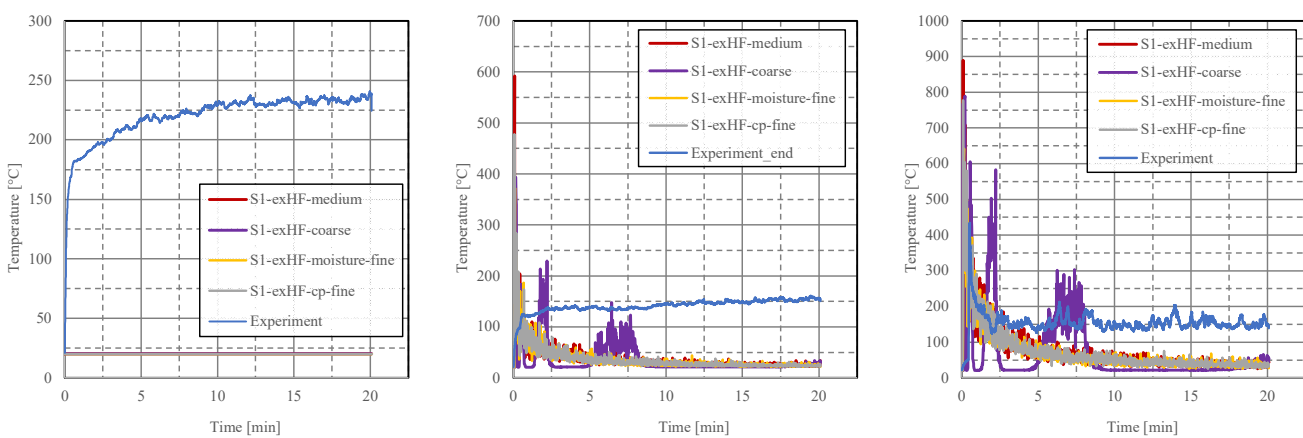 300
250
200
150
100
50
0
0
5
10
15
20
Temperature [°C]
Time [min]
S1-exHF-medium
S1-exHF-coarse
S1-exHF-moisture-fine
S1-exHF-cp-fine
Experiment
700
600
500
400
300
200
100
0
0
5
10
15
20
Temperature [°C]
Time [min]
S1-exHF-medium
S1-exHF-coarse
S1-exHF-moisture-fine
S1-exHF-cp-fine
Experiment_end
1000
900
800
700
600
500
400
300
200
100
0
0
5
10
15
20
Temperature [°C]
Time [min]
S1-exHF-medium
S1-exHF-coarse
S1-exHF-moisture-fine
S1-exHF-cp-fine
Experiment